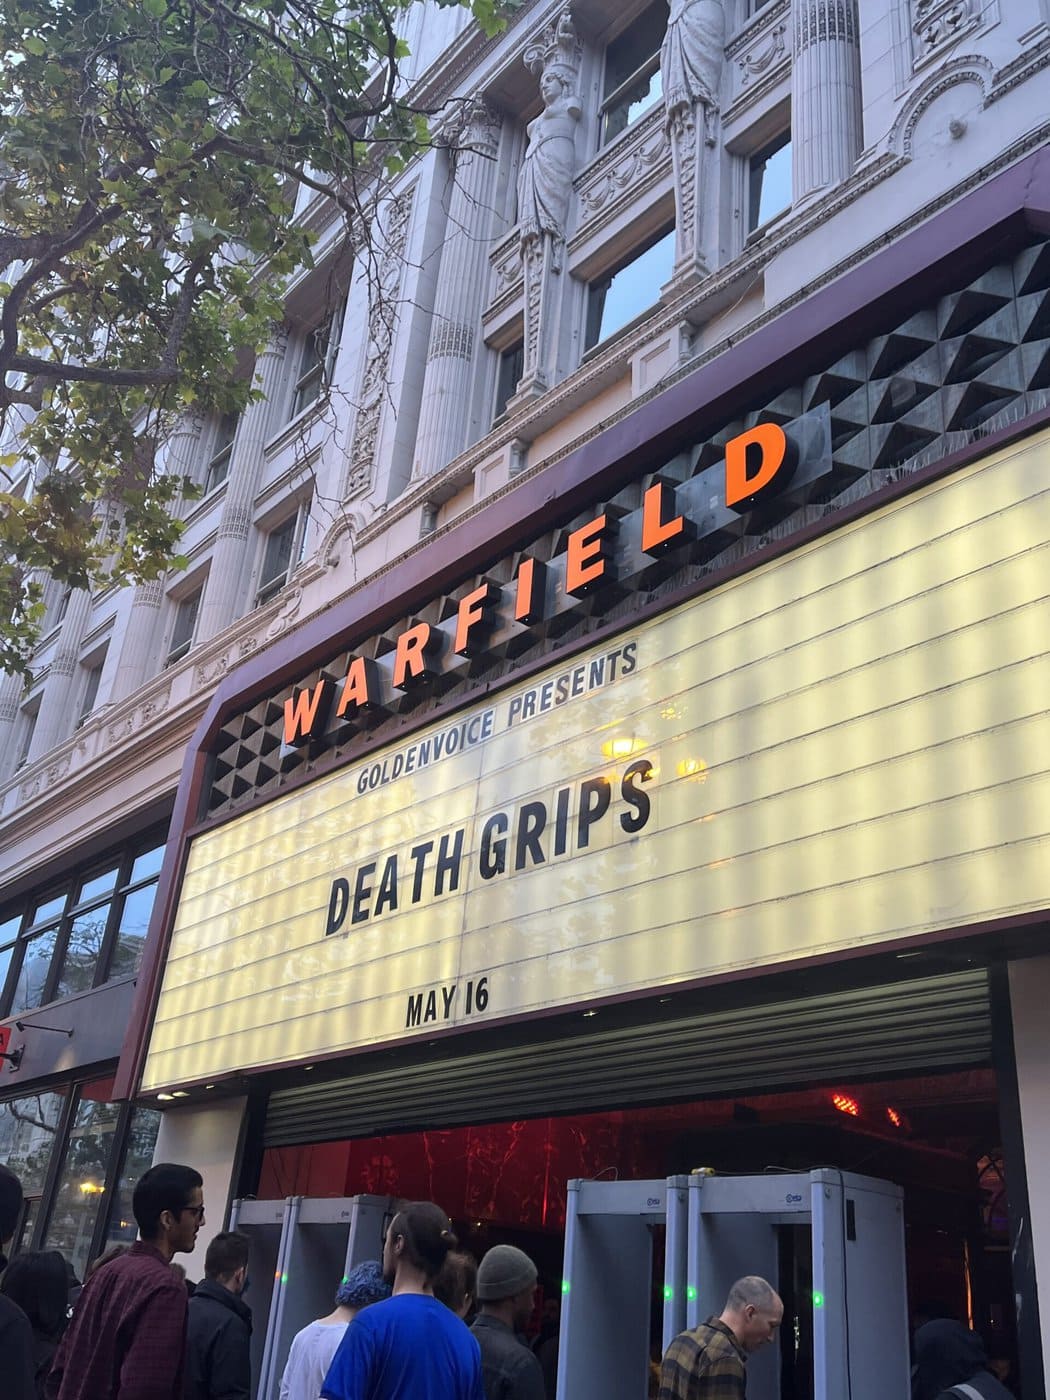 WARFIELD
GOLDENVOICE PRESENTS
DEATH GRIPS
MAY 16